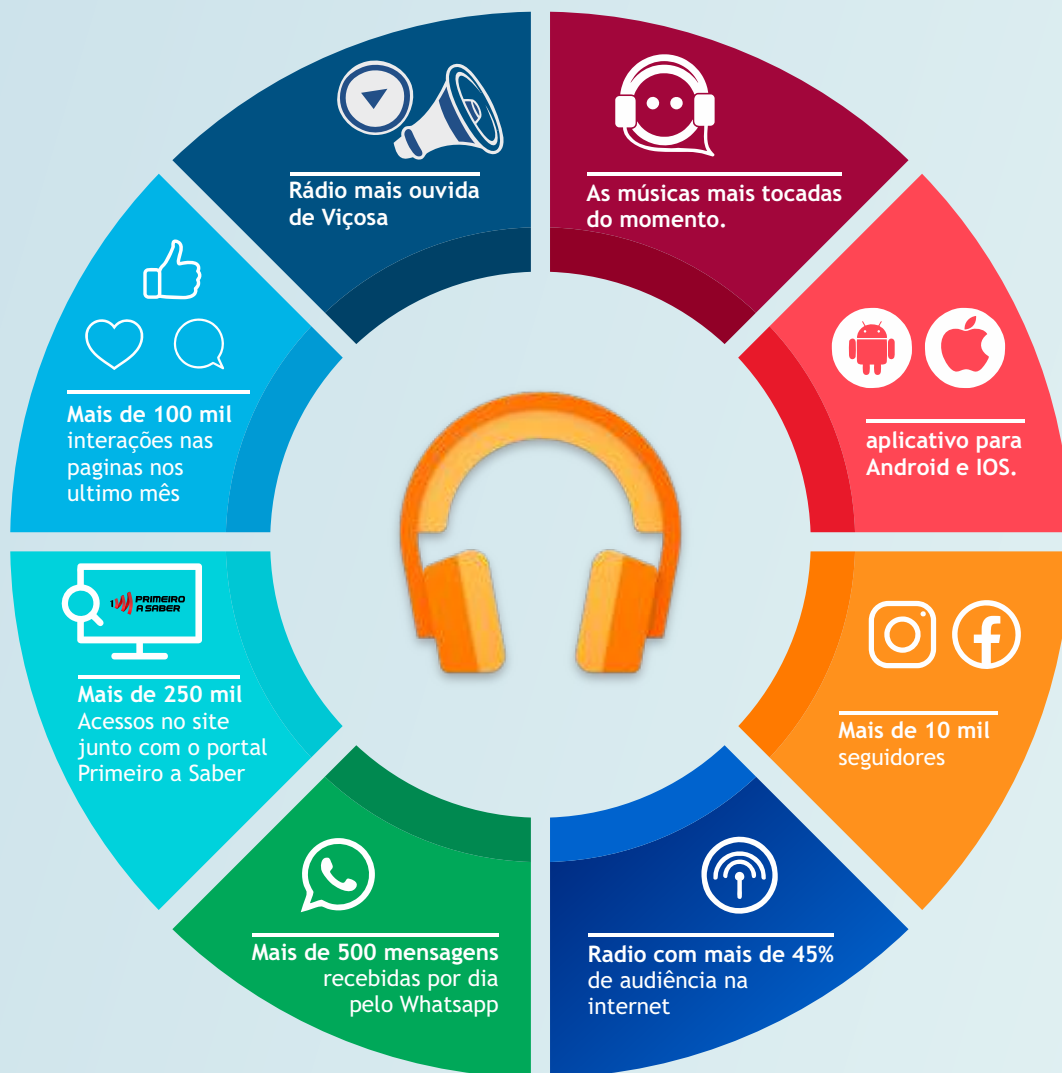 Rádio mais ouvida
de Viçosa
As músicas mais tocadas
do momento.
aplicativo para
Android e IOS.
Mais de 10 mil
seguidores
Radio com mais de 45%
de audiência na
internet
Mais de 500 mensagens
recebidas por dia
pelo Whatsapp
PRIMEIRO
A SABER
Mais de 250 mil
Acessos no site
junto com o portal
Primeiro a Saber
Mais de 100 mil
interações nas
paginas nos
ultimo mês